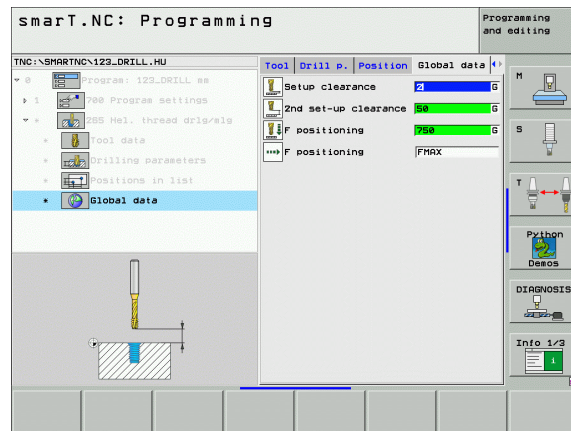 smarT.NC: Programming
Programming and editing
TNC:\SMARTNC\123_DRILL.HU
0 Program: 123_DRILL mm
1 700 Program settings
* 265 Hel. thread drlg/mlg
* Tool data
* Drilling parameters
* Positions in list
* Global data
Tool Drill p. Position Global data
Setup clearance 2 G
2nd set-up clearance 50 G
F positioning 750 G
F positioning FMAX
M
S
T
Python Demos
DIAGNOSIS
Info 1/3
i